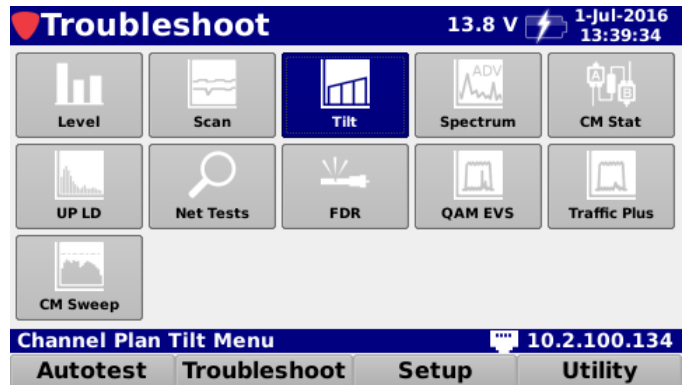 Troubleshoot 13.8 V 1-Jul-2016
13:39:34
ADV
A
B
Level Scan Tilt Spectrum CM Stat
UP LD Net Tests FDR QAM EVS Traffic Plus
CM Sweep
Channel Plan Tilt Menu 10.2.100.134
Autotest Troubleshoot Setup Utility